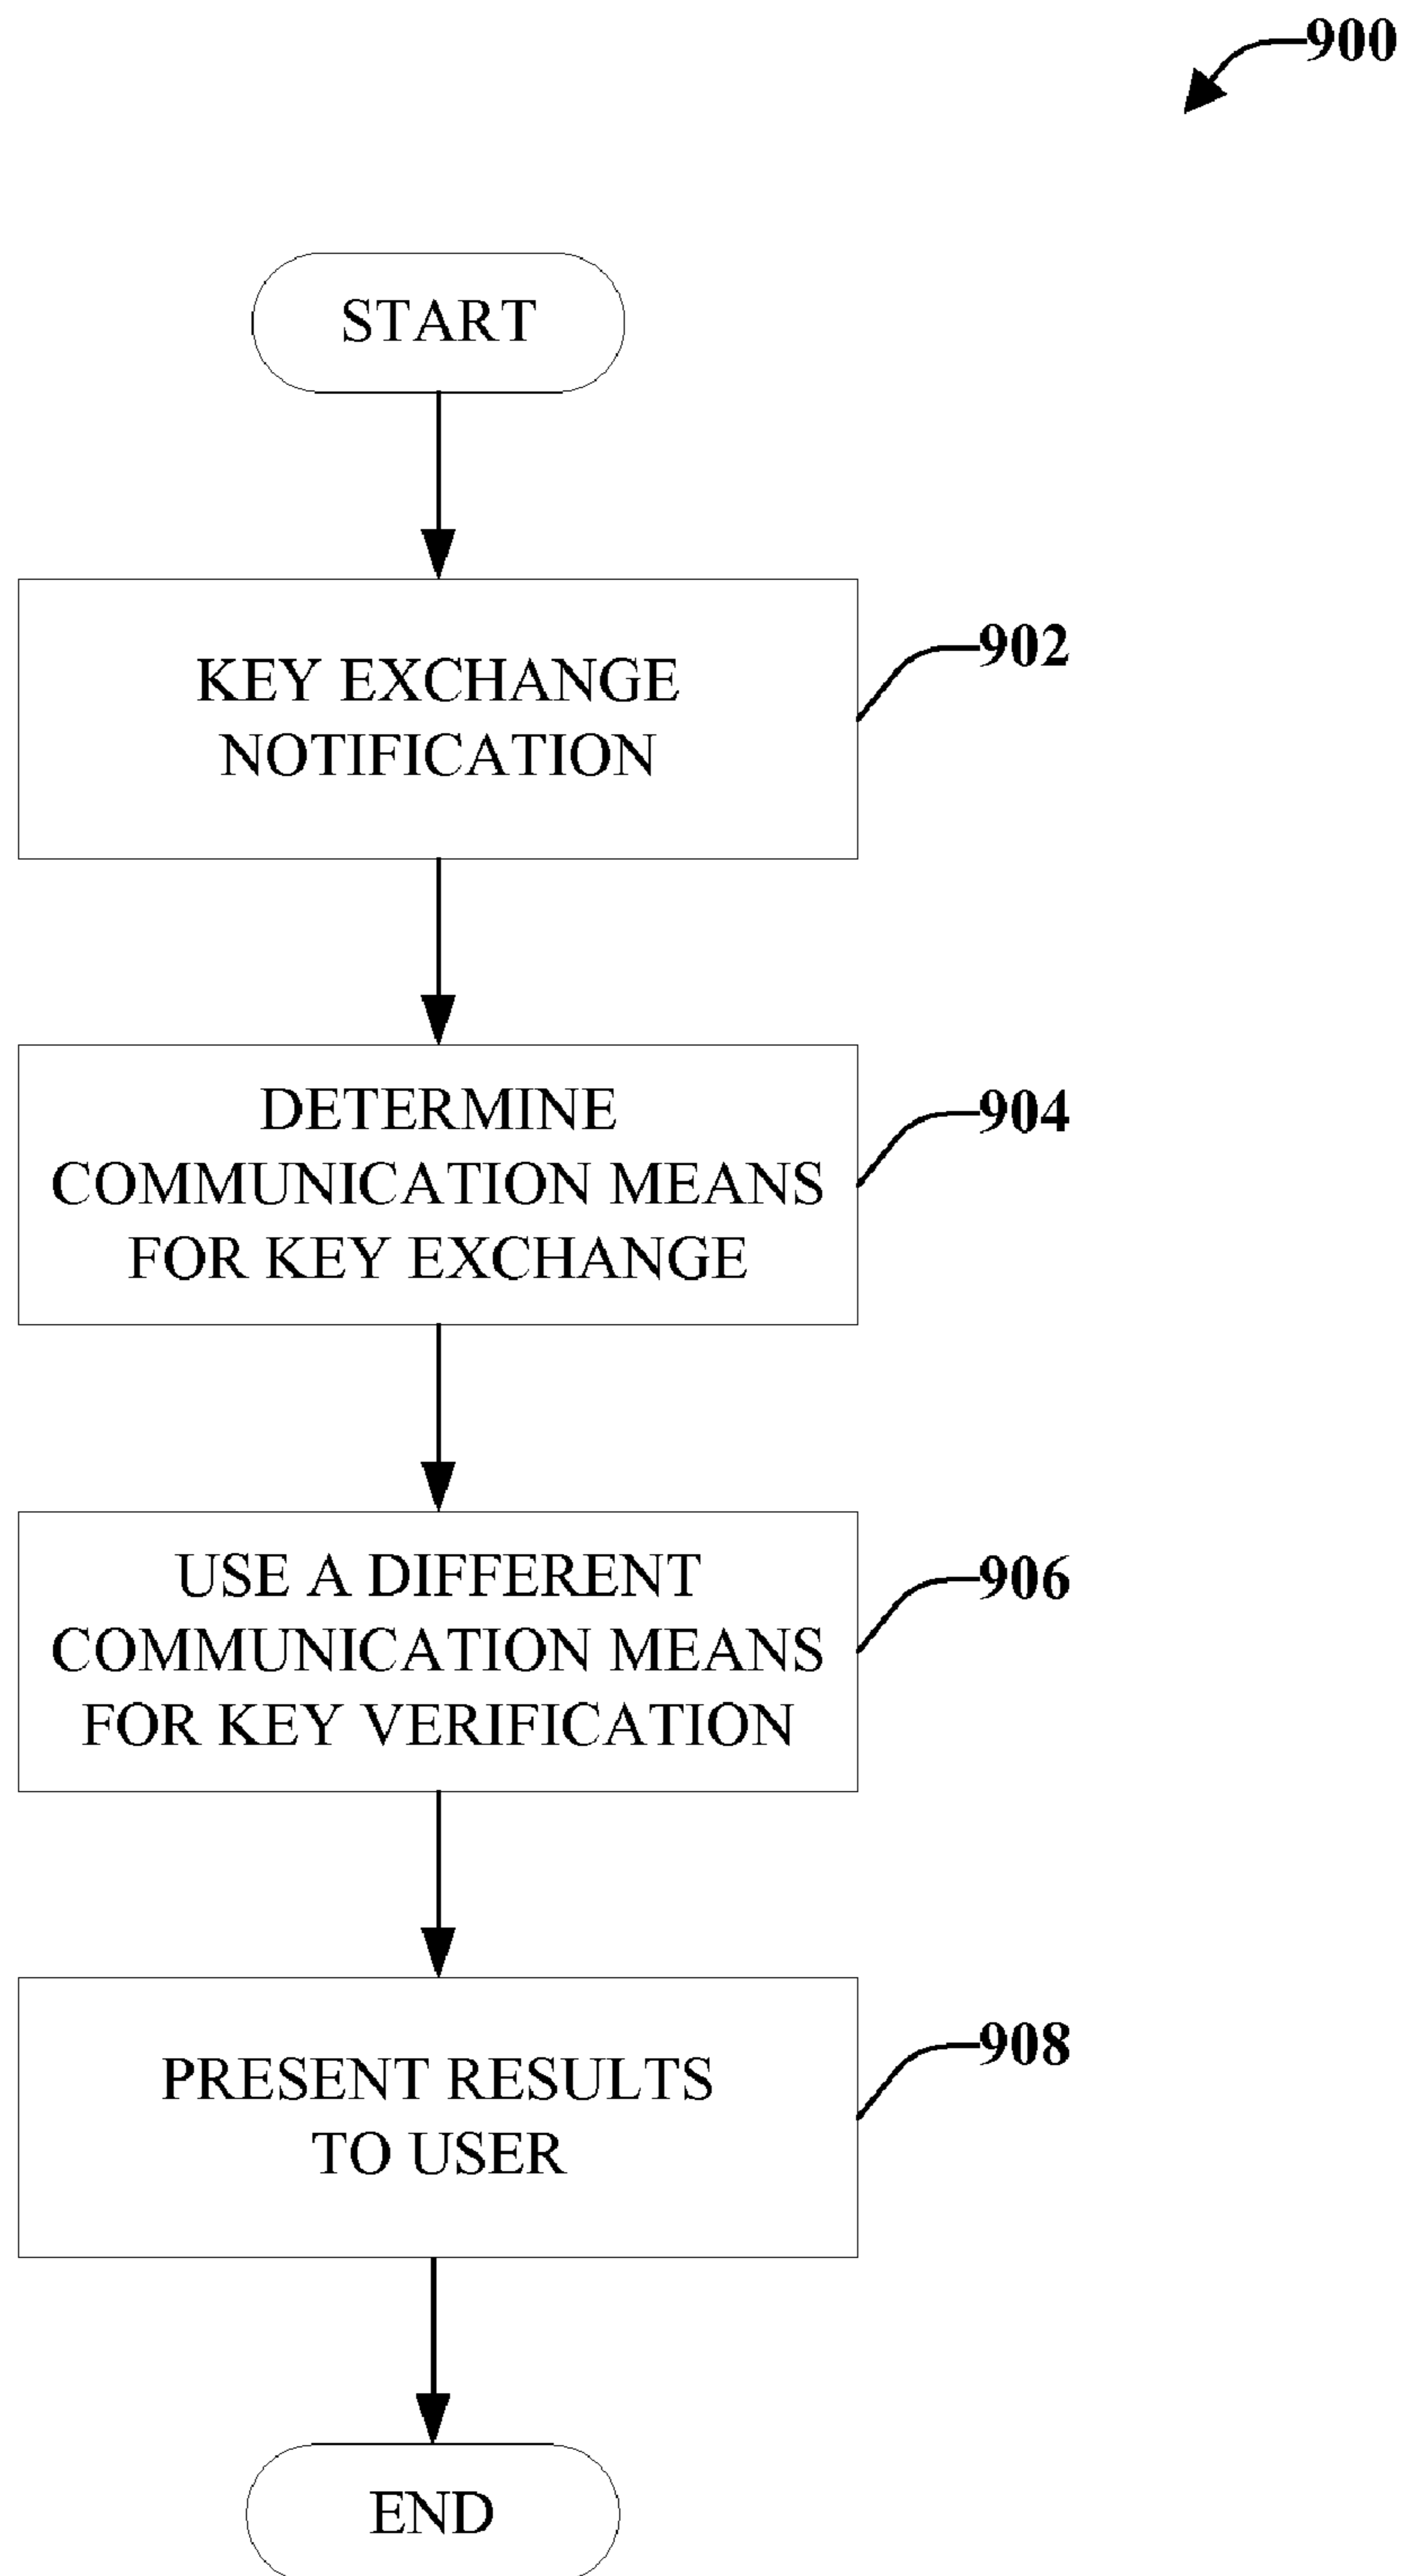 900
START
KEY EXCHANGE
NOTIFICATION
902
DETERMINE
COMMUNICATION MEANS
FOR KEY EXCHANGE
904
USE A DIFFERENT
COMMUNICATION MEANS
FOR KEY VERIFICATION
906
PRESENT RESULTS
TO USER
908
END